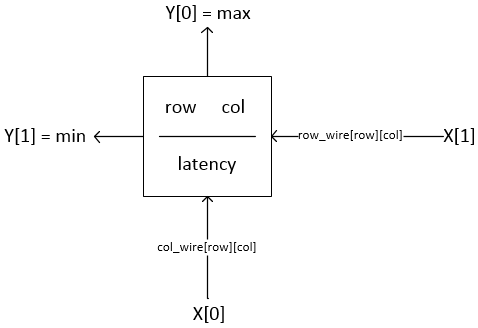 Y[0] = max
row col
Y[1] = min
row_wire[row][col]
X[1]
latency
col_wire[row][col]
X[0]